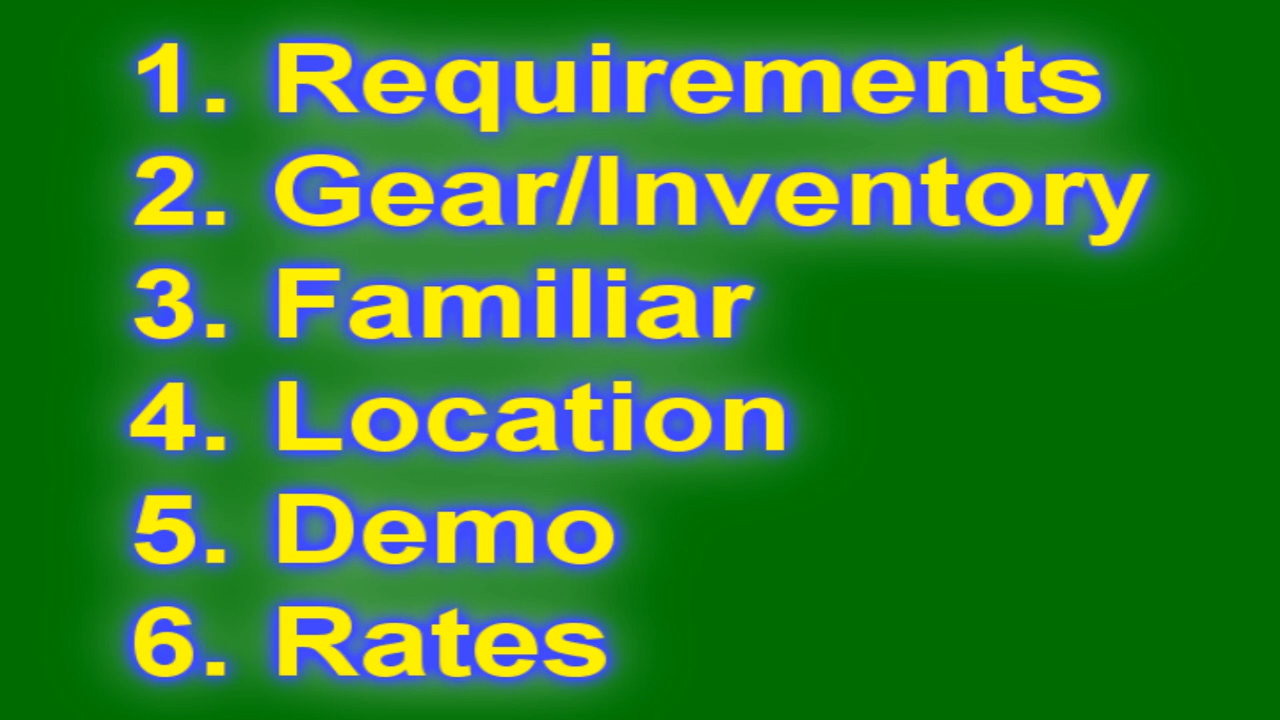 1. Requirements
2. Gear/Inventory
3. Familiar
4. Location
5. Demo
6. Rates